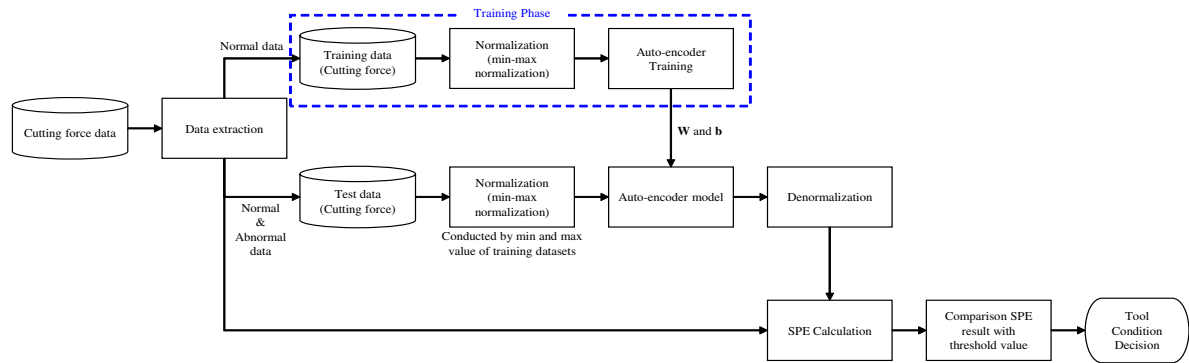 Training Phase
Normal data
Training data
(Cutting force)
Normalization
(min-max
normalization)
Auto-encoder
Training
Cutting force data
Data extraction
W and b
Normal
&
Abnormal
data
Test data
(Cutting force)
Normalization
(min-max
normalization)
Conducted by min and max
value of training datasets
Auto-encoder model
Denormalization
SPE Calculation
Comparison SPE
result with
threshold value
Tool
Condition
Decision